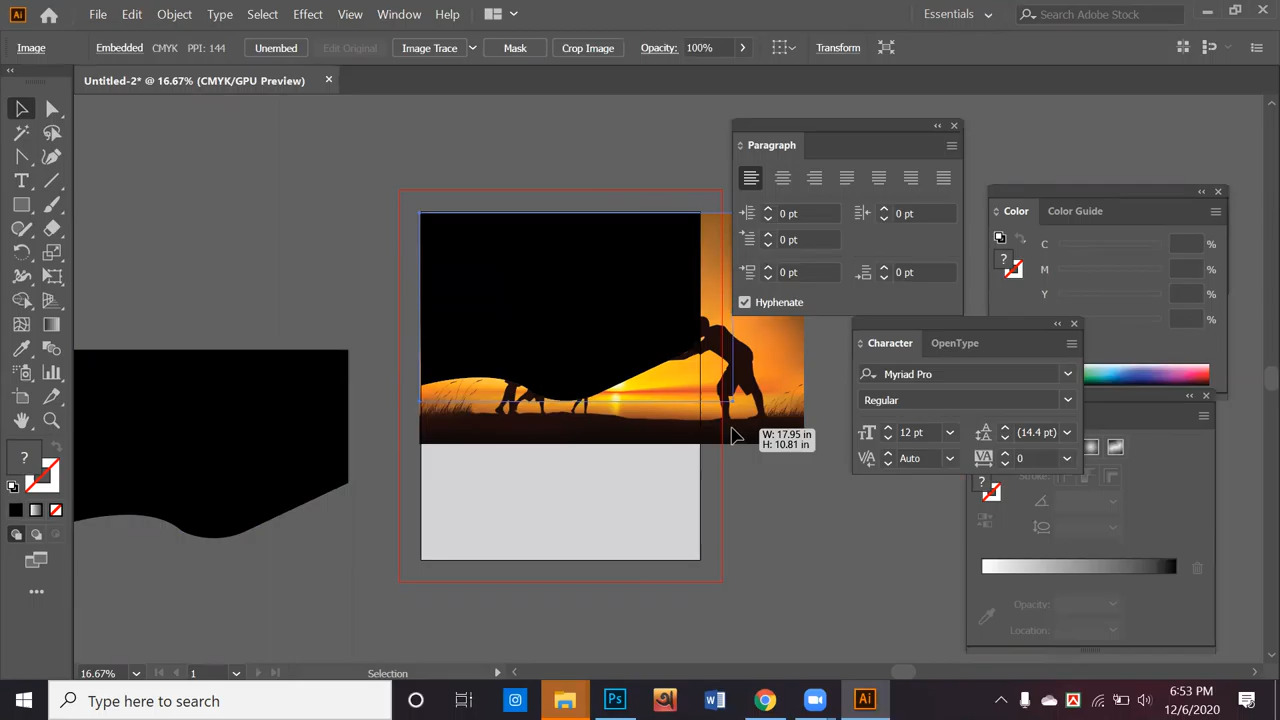 Ai File Edit Object Type Select Effect View Window Help Essentials Search Adobe Stock
Image Embedded CMYK PPI: 144 Unembed Edit Original Image Trace Mask Crop Image Opacity: 100% Transform
Untitled-2* @ 16.67% (CMYK/GPU Preview)
Paragraph
0 pt 0 pt
0 pt
0 pt 0 pt
Hyphenate
Color Color Guide
? C %
M %
Y %
%
Character OpenType
Myriad Pro
Regular
12 pt (14.4 pt)
Auto 0
W: 17.95 in
H: 10.81 in
? Stroke:
Opacity:
Location:
?
16.67% 1 Selection
Type here to search
Ps W Ai
6:53 PM
12/6/2020